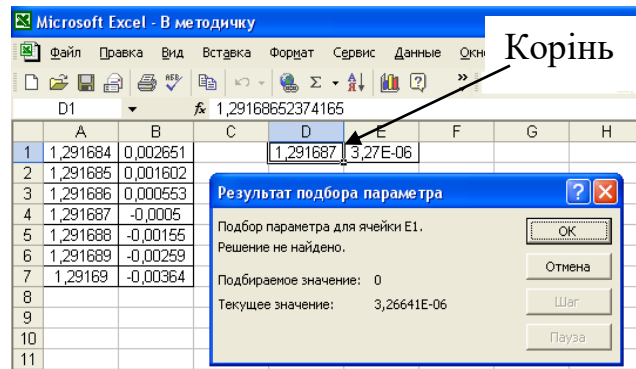 Microsoft Excel - В методичку
Файл Правка Вид Вставка Формат Сервис Данные Окн
Корінь
D1 fx 1,29168652374165
A B C D E F G H
1 1,291684 0,002651 1,291687 3,27E-06
2 1,291685 0,001602
3 1,291686 0,000553
4 1,291687 -0,0005
5 1,291688 -0,00155
6 1,291689 -0,00259
7 1,29169 -0,00364
8
9
10
11
Результат подбора параметра
Подбор параметра для ячейки E1.
Решение не найдено.
Подбираемое значение: 0
Текущее значение: 3,26641E-06
ОК
Отмена
Шаг
Пауза